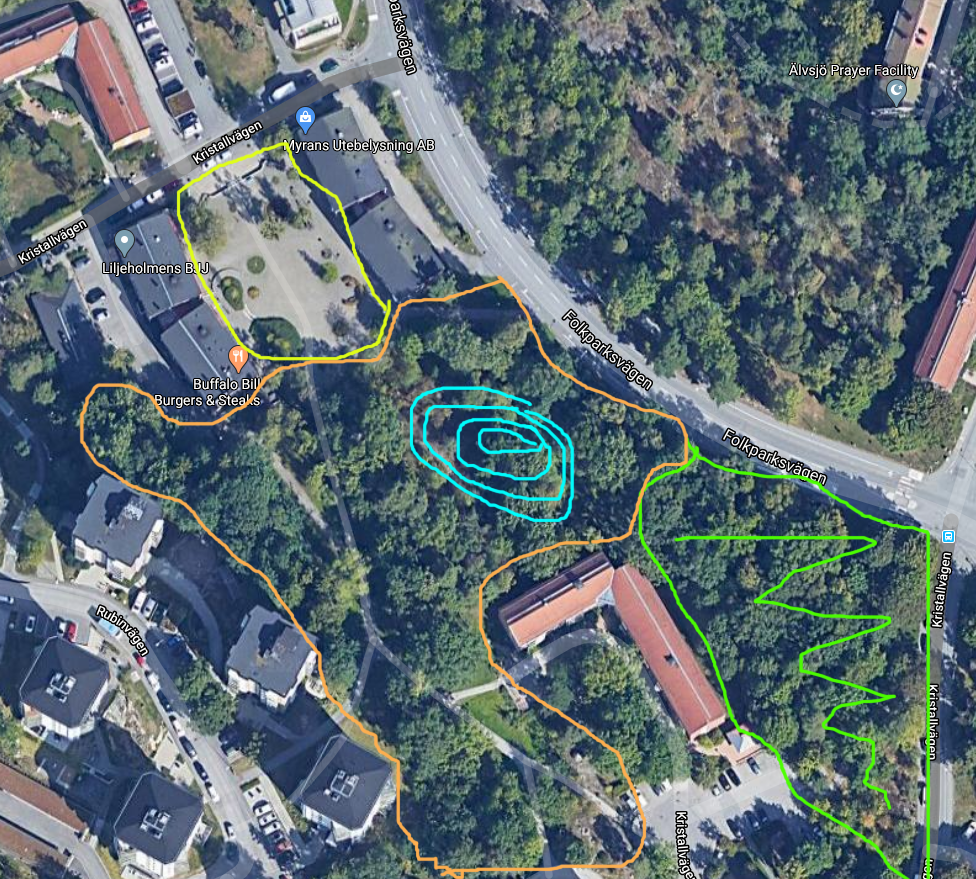 Folkparksvägen
Älvsjö Prayer Facility
Kristallvägen
Myrans Utebelysning AB
Kristallvägen
Liljeholmens BJJ
Folkparksvägen
Buffalo Bill
Burgers & Steaks
Folkparksvägen
Kristallvägen
Rubinvägen
Kristallvägen
Kristallväge